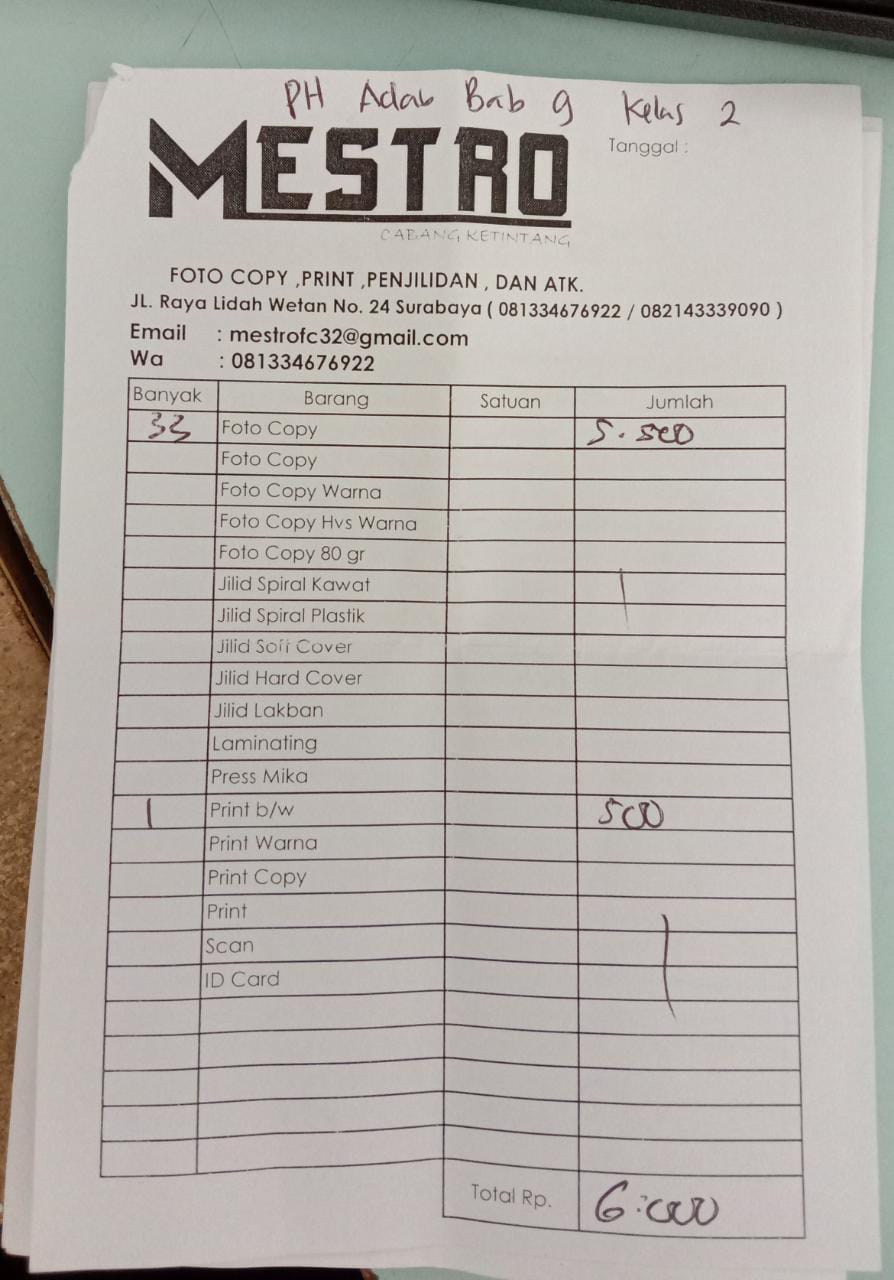 PH Adab Bab 9 Kelas 2
MESTRO
Tanggal :
CABANG KETINTANG
FOTO COPY ,PRINT ,PENJILIDAN , DAN ATK.
JL. Raya Lidah Wetan No. 24 Surabaya ( 081334676922 / 082143339090 )
Email : mestrofc32@gmail.com
Wa : 081334676922
Banyak Barang Satuan Jumlah
33 Foto Copy 5.500
Foto Copy
Foto Copy Warna
Foto Copy Hvs Warna
Foto Copy 80 gr
Jilid Spiral Kawat
Jilid Spiral Plastik
Jilid Soft Cover
Jilid Hard Cover
Jilid Lakban
Laminating
Press Mika
1 Print b/w 500
Print Warna
Print Copy
Print
Scan
ID Card
Total Rp. 6.000